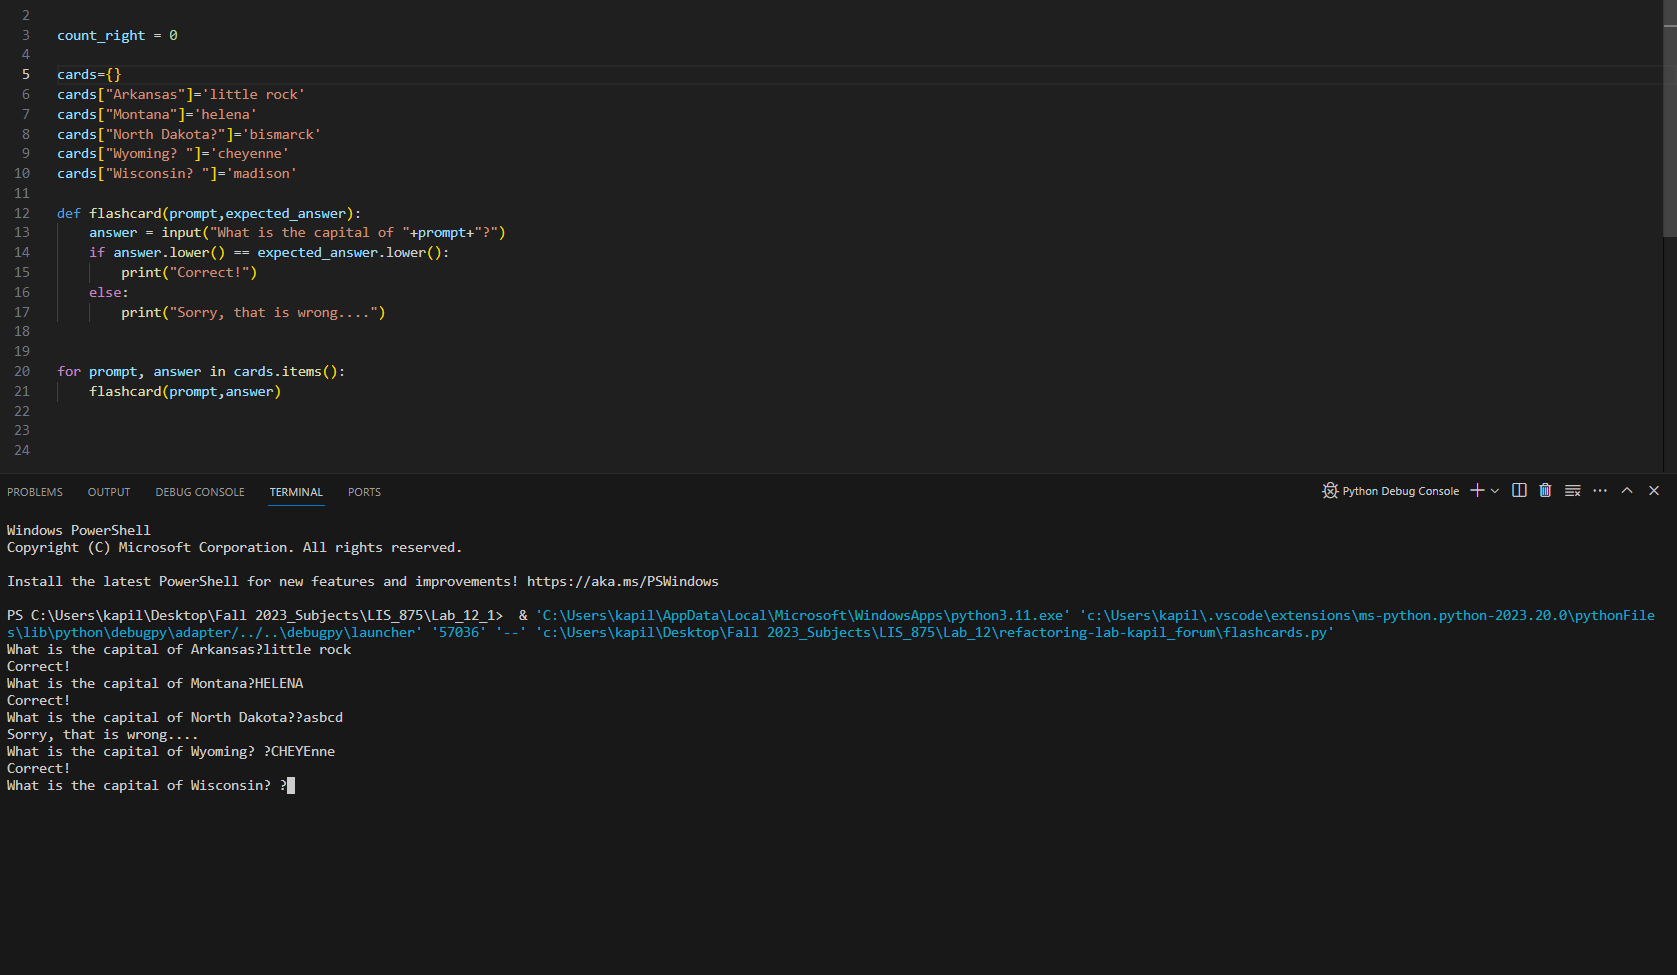 2
3 count_right = 0
4
5 cards={}
6 cards["Arkansas"]='little rock'
7 cards["Montana"]='helena'
8 cards["North Dakota?"]='bismarck'
9 cards["Wyoming? "]='cheyenne'
10 cards["Wisconsin? "]='madison'
11
12 def flashcard(prompt,expected_answer):
13     answer = input("What is the capital of "+prompt+"?")
14     if answer.lower() == expected_answer.lower():
15         print("Correct!")
16     else:
17         print("Sorry, that is wrong....")
18
19
20 for prompt, answer in cards.items():
21     flashcard(prompt,answer)
22
23
24
PROBLEMS OUTPUT DEBUG CONSOLE TERMINAL PORTS Python Debug Console
Windows PowerShell
Copyright (C) Microsoft Corporation. All rights reserved.
Install the latest PowerShell for new features and improvements! https://aka.ms/PSWindows
PS C:\Users\kapil\Desktop\Fall 2023_Subjects\LIS_875\Lab_12_1>  & 'C:\Users\kapil\AppData\Local\Microsoft\WindowsApps\python3.11.exe' 'c:\Users\kapil\.vscode\extensions\ms-python.python-2023.20.0\pythonFile
s\lib\python\debugpy\adapter/../..\debugpy\launcher' '57036' '--' 'c:\Users\kapil\Desktop\Fall 2023_Subjects\LIS_875\Lab_12\refactoring-lab-kapil_forum\flashcards.py'
What is the capital of Arkansas?little rock
Correct!
What is the capital of Montana?HELENA
Correct!
What is the capital of North Dakota??asbcd
Sorry, that is wrong....
What is the capital of Wyoming? ?CHEYEnne
Correct!
What is the capital of Wisconsin? ?